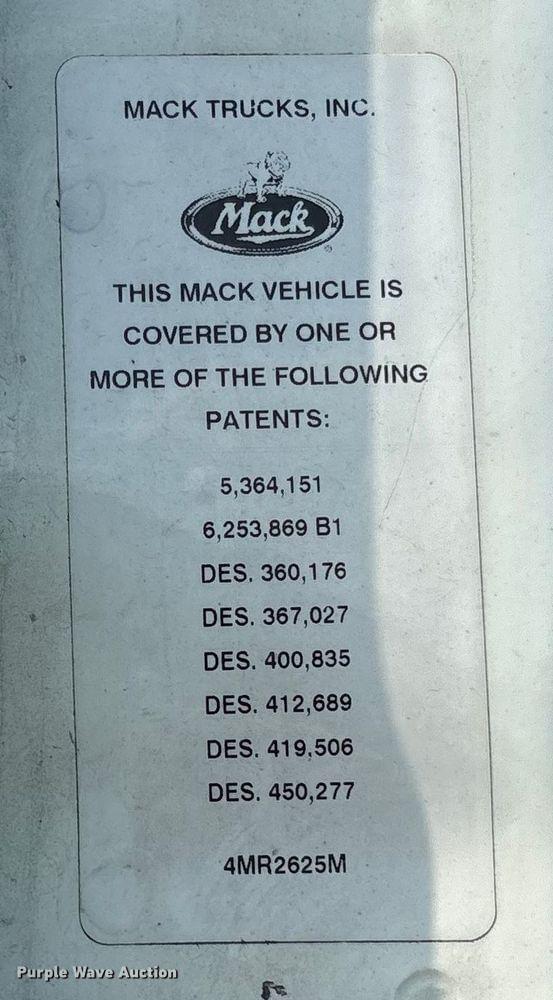 MACK TRUCKS, INC.
Mack
THIS MACK VEHICLE IS
COVERED BY ONE OR
MORE OF THE FOLLOWING
PATENTS:
5,364,151
6,253,869 B1
DES. 360,176
DES. 367,027
DES. 400,835
DES. 412,689
DES. 419,506
DES. 450,277
4MR2625M
Purple Wave Auction